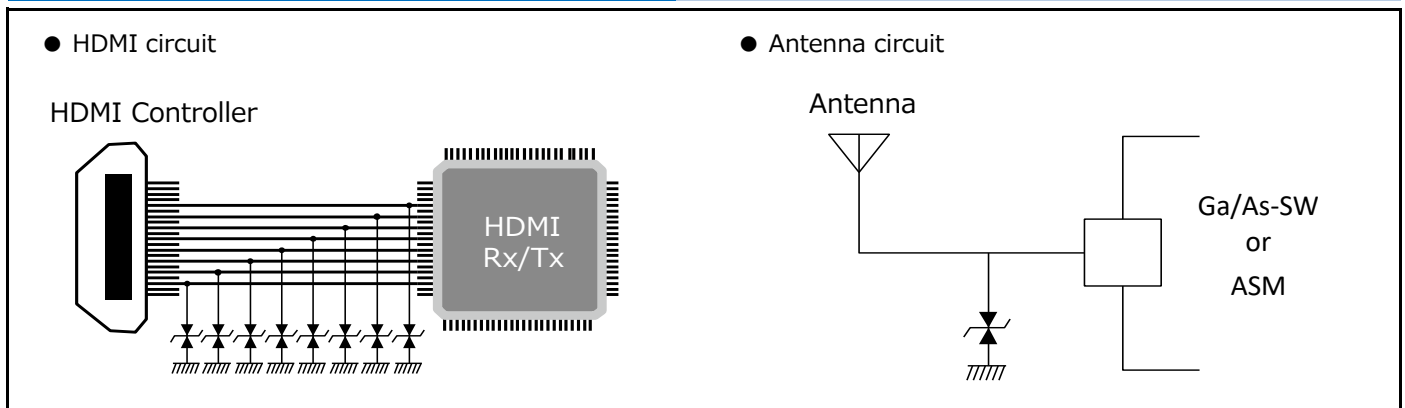 ● HDMI circuit
HDMI Controller
HDMI
Rx/Tx
● Antenna circuit
Antenna
Ga/As-SW
or
ASM